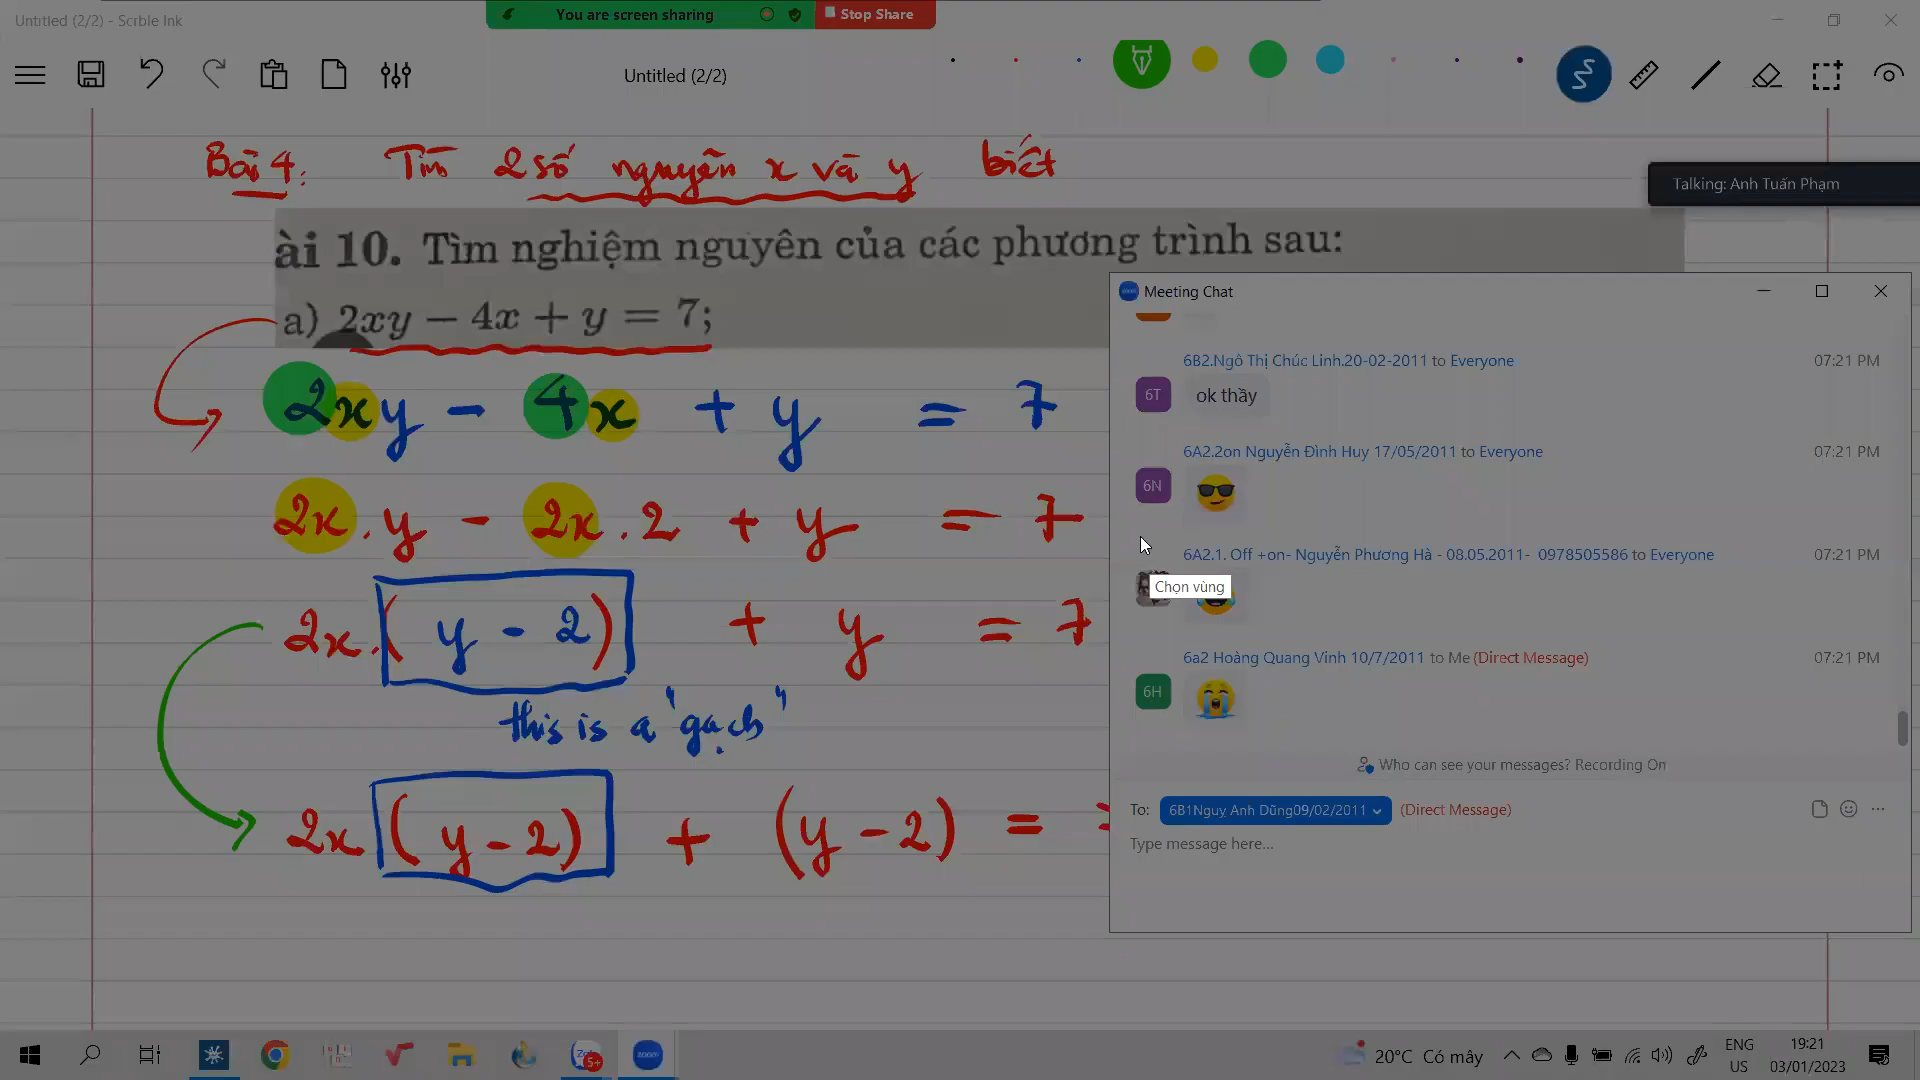 Untitled (2/2) - Scrble Ink
You are screen sharing
Stop Share
Untitled (2/2)
Bài 4: Tìm 2 số nguyên x và y biết
Talking: Anh Tuấn Phạm
ài 10. Tìm nghiệm nguyên của các phương trình sau:
a) 2xy − 4x + y = 7;
2xy - 4x + y = 7
2x.y - 2x.2 + y = 7
2x.(y - 2) + y = 7
this is a "gạch"
2x(y-2) + (y-2) =
Meeting Chat
6B2.Ngô Thị Chúc Linh.20-02-2011 to Everyone 07:21 PM
6T ok thầy
6A2.2on Nguyễn Đình Huy 17/05/2011 to Everyone 07:21 PM
6N
6A2.1. Off +on- Nguyễn Phương Hà - 08.05.2011- 0978505586 to Everyone 07:21 PM
Chọn vùng
6a2 Hoàng Quang Vinh 10/7/2011 to Me (Direct Message) 07:21 PM
6H
Who can see your messages? Recording On
To: 6B1Nguỵ Anh Dũng09/02/2011 (Direct Message)
Type message here...
zoom
5+
20°C Có mây
ENG
US
19:21
03/01/2023